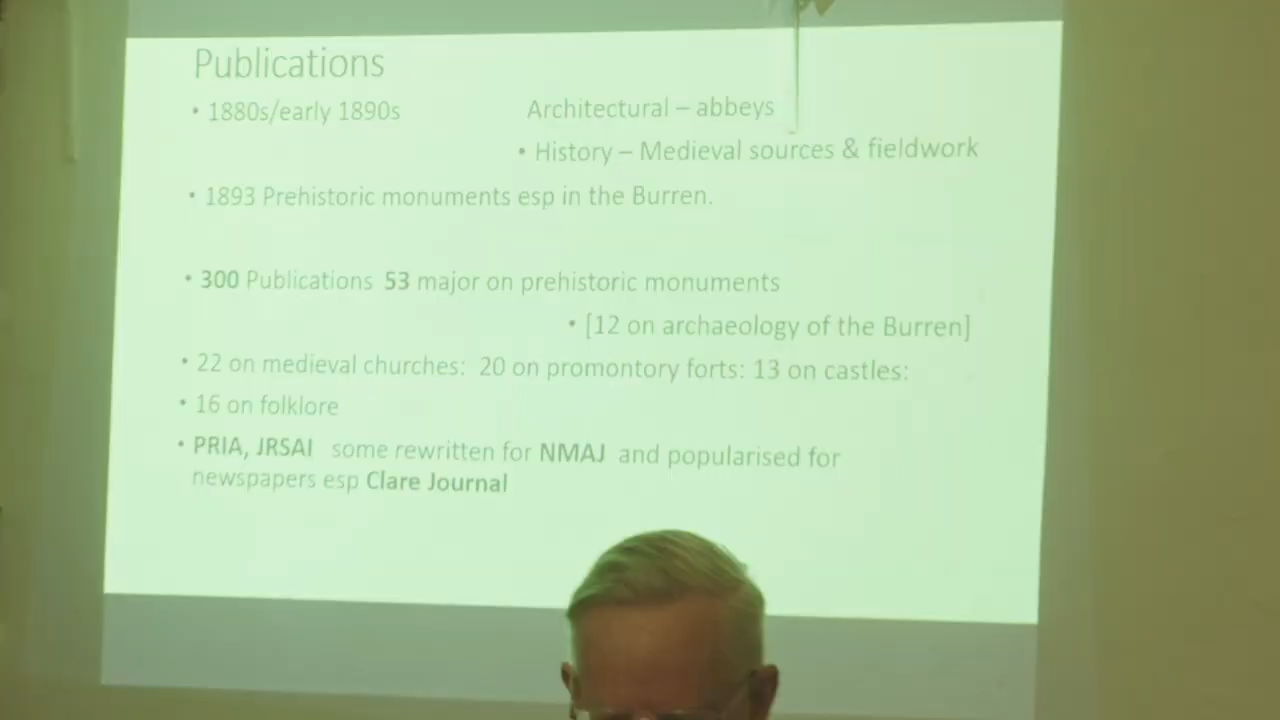 Publications
• 1880s/early 1890s Architectural – abbeys
• History – Medieval sources & fieldwork
• 1893 Prehistoric monuments esp in the Burren.
• 300 Publications 53 major on prehistoric monuments
• [12 on archaeology of the Burren]
• 22 on medieval churches: 20 on promontory forts: 13 on castles:
• 16 on folklore
• PRIA, JRSAI some rewritten for NMAJ and popularised for
newspapers esp Clare Journal